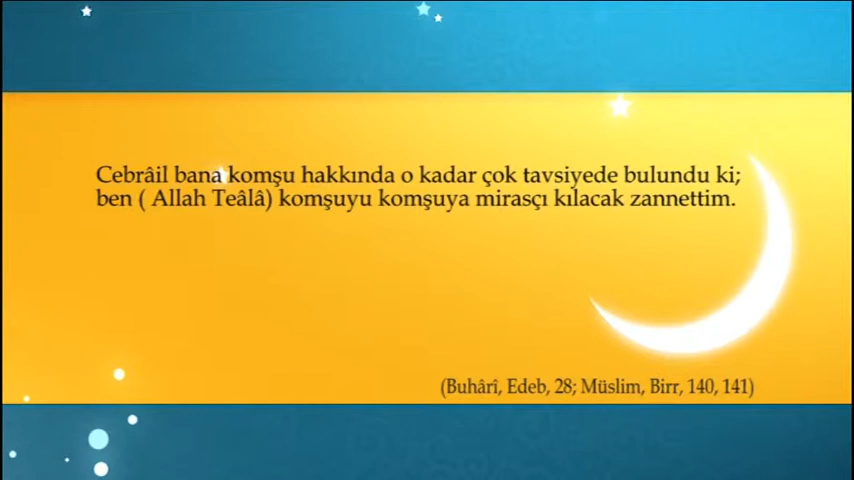 Cebrâil bana komşu hakkında o kadar çok tavsiyede bulundu ki;
ben ( Allah Teâlâ) komşuyu komşuya mirasçı kılacak zannettim.
(Buhârî, Edeb, 28; Müslim, Birr, 140, 141)